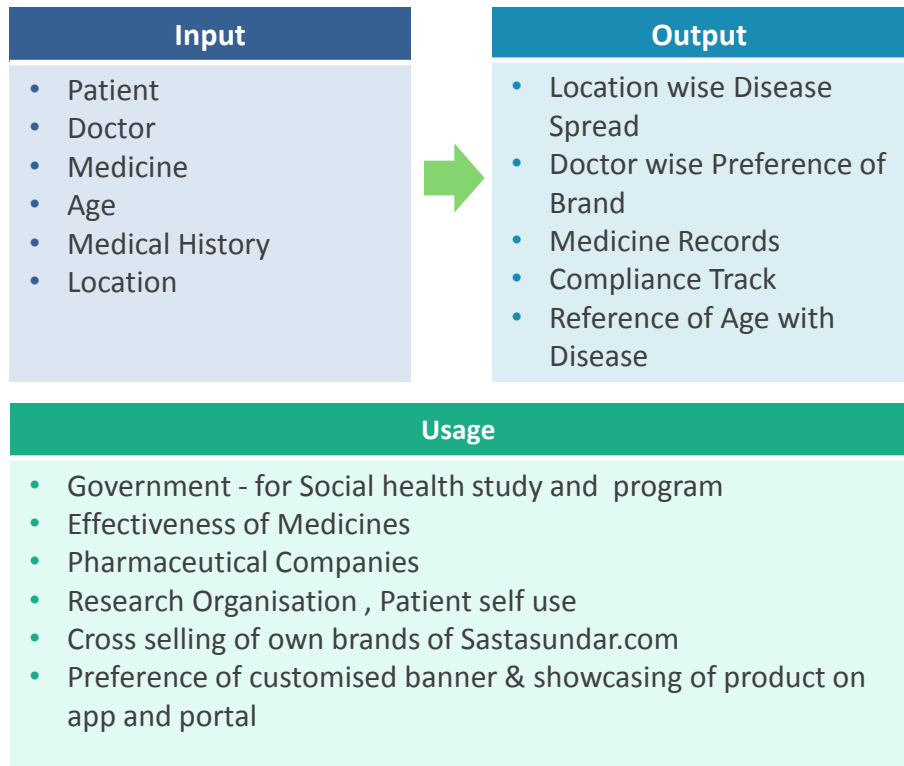 Input
• Patient
• Doctor
• Medicine
• Age
• Medical History
• Location
Output
• Location wise Disease
Spread
• Doctor wise Preference of
Brand
• Medicine Records
• Compliance Track
• Reference of Age with
Disease
Usage
• Government - for Social health study and program
• Effectiveness of Medicines
• Pharmaceutical Companies
• Research Organisation , Patient self use
• Cross selling of own brands of Sastasundar.com
• Preference of customised banner & showcasing of product on
app and portal